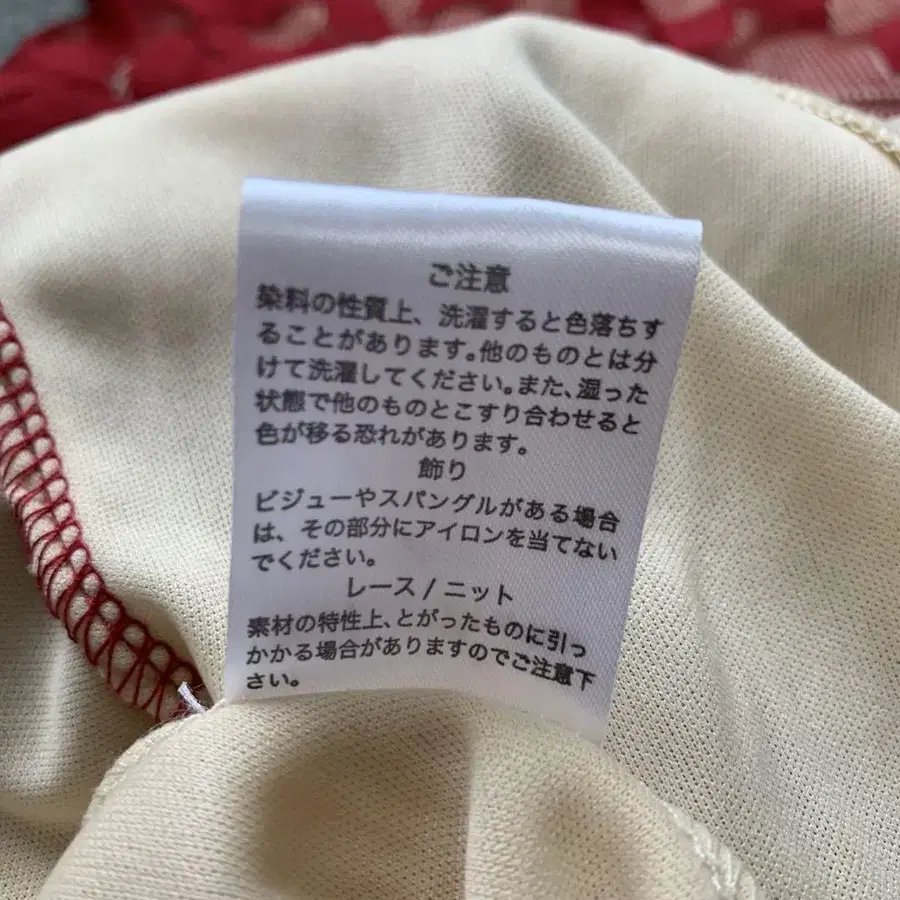 ご注意
染料の性質上、洗濯すると色落ちす
ることがあります。他のものとは分
けて洗濯してください。また、湿った
状態で他のものとこすり合わせると
色が移る恐れがあります。
飾り
ビジューやスパングルがある場合
は、その部分にアイロンを当てない
でください。
レース/ニット
素材の特性上、とがったものに引っ
かかる場合がありますのでご注意下
さい。